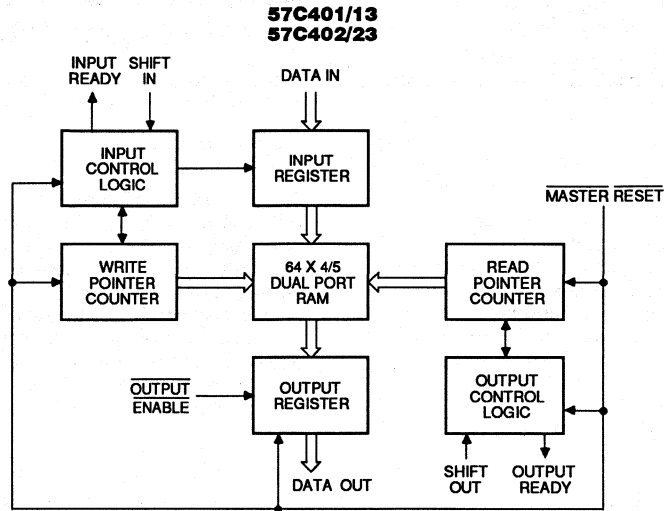 57C401/13
57C402/23
INPUT READY
SHIFT IN
DATA IN
INPUT CONTROL LOGIC
INPUT REGISTER
MASTER RESET
WRITE POINTER COUNTER
64 X 4/5 DUAL PORT RAM
READ POINTER COUNTER
OUTPUT ENABLE
OUTPUT REGISTER
OUTPUT CONTROL LOGIC
DATA OUT
SHIFT OUT
OUTPUT READY